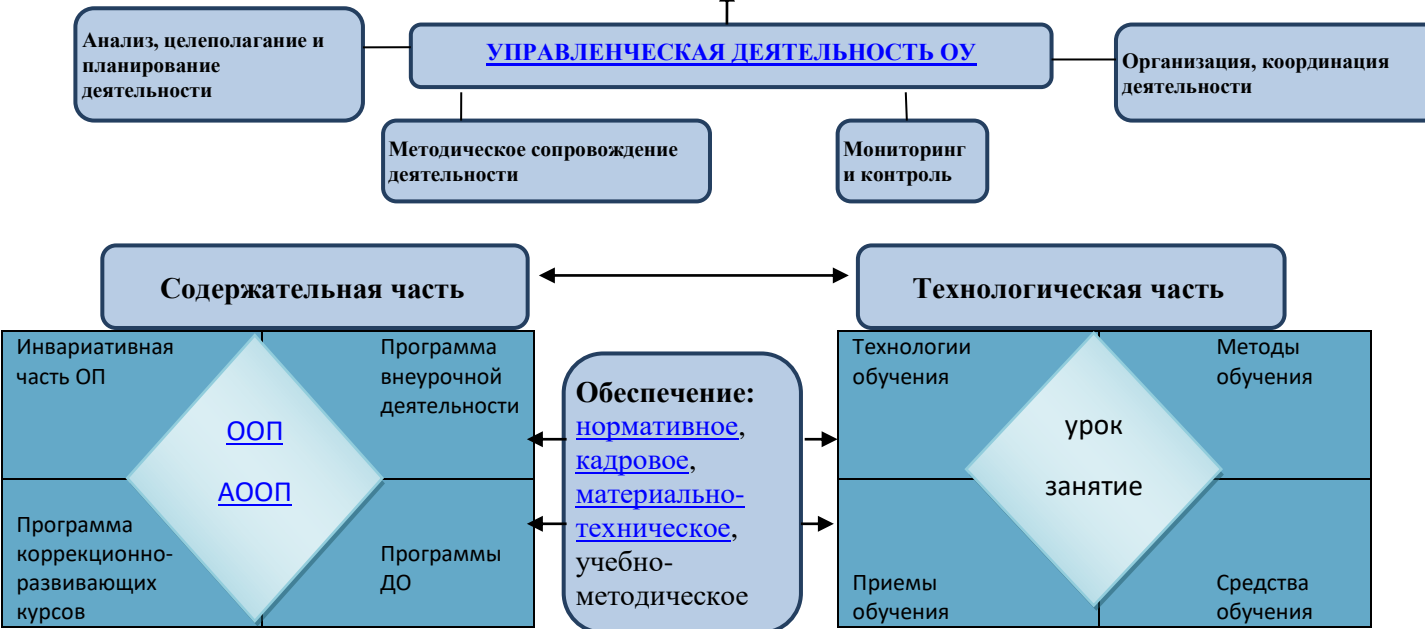 Анализ, целеполагание и
планирование
деятельности
УПРАВЛЕНЧЕСКАЯ ДЕЯТЕЛЬНОСТЬ ОУ
Организация, координация
деятельности
Методическое сопровождение
деятельности
Мониторинг
и контроль
Содержательная часть
Технологическая часть
Инвариативная
часть ОП
Программа
внеурочной
деятельности
ООП
АООП
Программа
коррекционно-
развивающих
курсов
Программы
ДО
Обеспечение:
нормативное,
кадровое,
материально-
техническое,
учебно-
методическое
Технологии
обучения
Методы
обучения
урок
занятие
Приемы
обучения
Средства
обучения